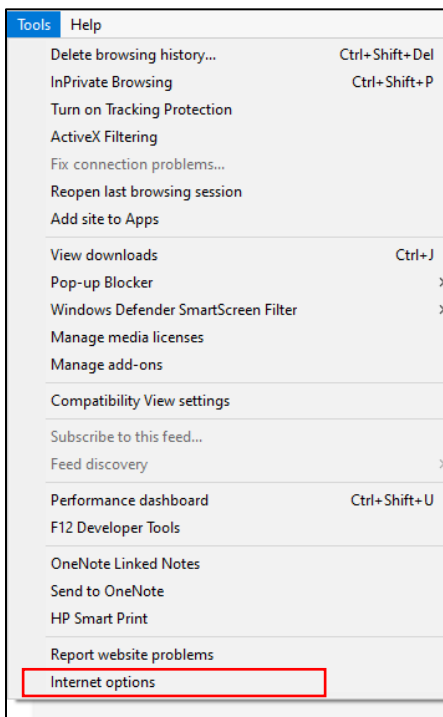 Tools Help
Delete browsing history... Ctrl+Shift+Del
InPrivate Browsing Ctrl+Shift+P
Turn on Tracking Protection
ActiveX Filtering
Fix connection problems...
Reopen last browsing session
Add site to Apps
View downloads Ctrl+J
Pop-up Blocker
Windows Defender SmartScreen Filter
Manage media licenses
Manage add-ons
Compatibility View settings
Subscribe to this feed...
Feed discovery
Performance dashboard Ctrl+Shift+U
F12 Developer Tools
OneNote Linked Notes
Send to OneNote
HP Smart Print
Report website problems
Internet options